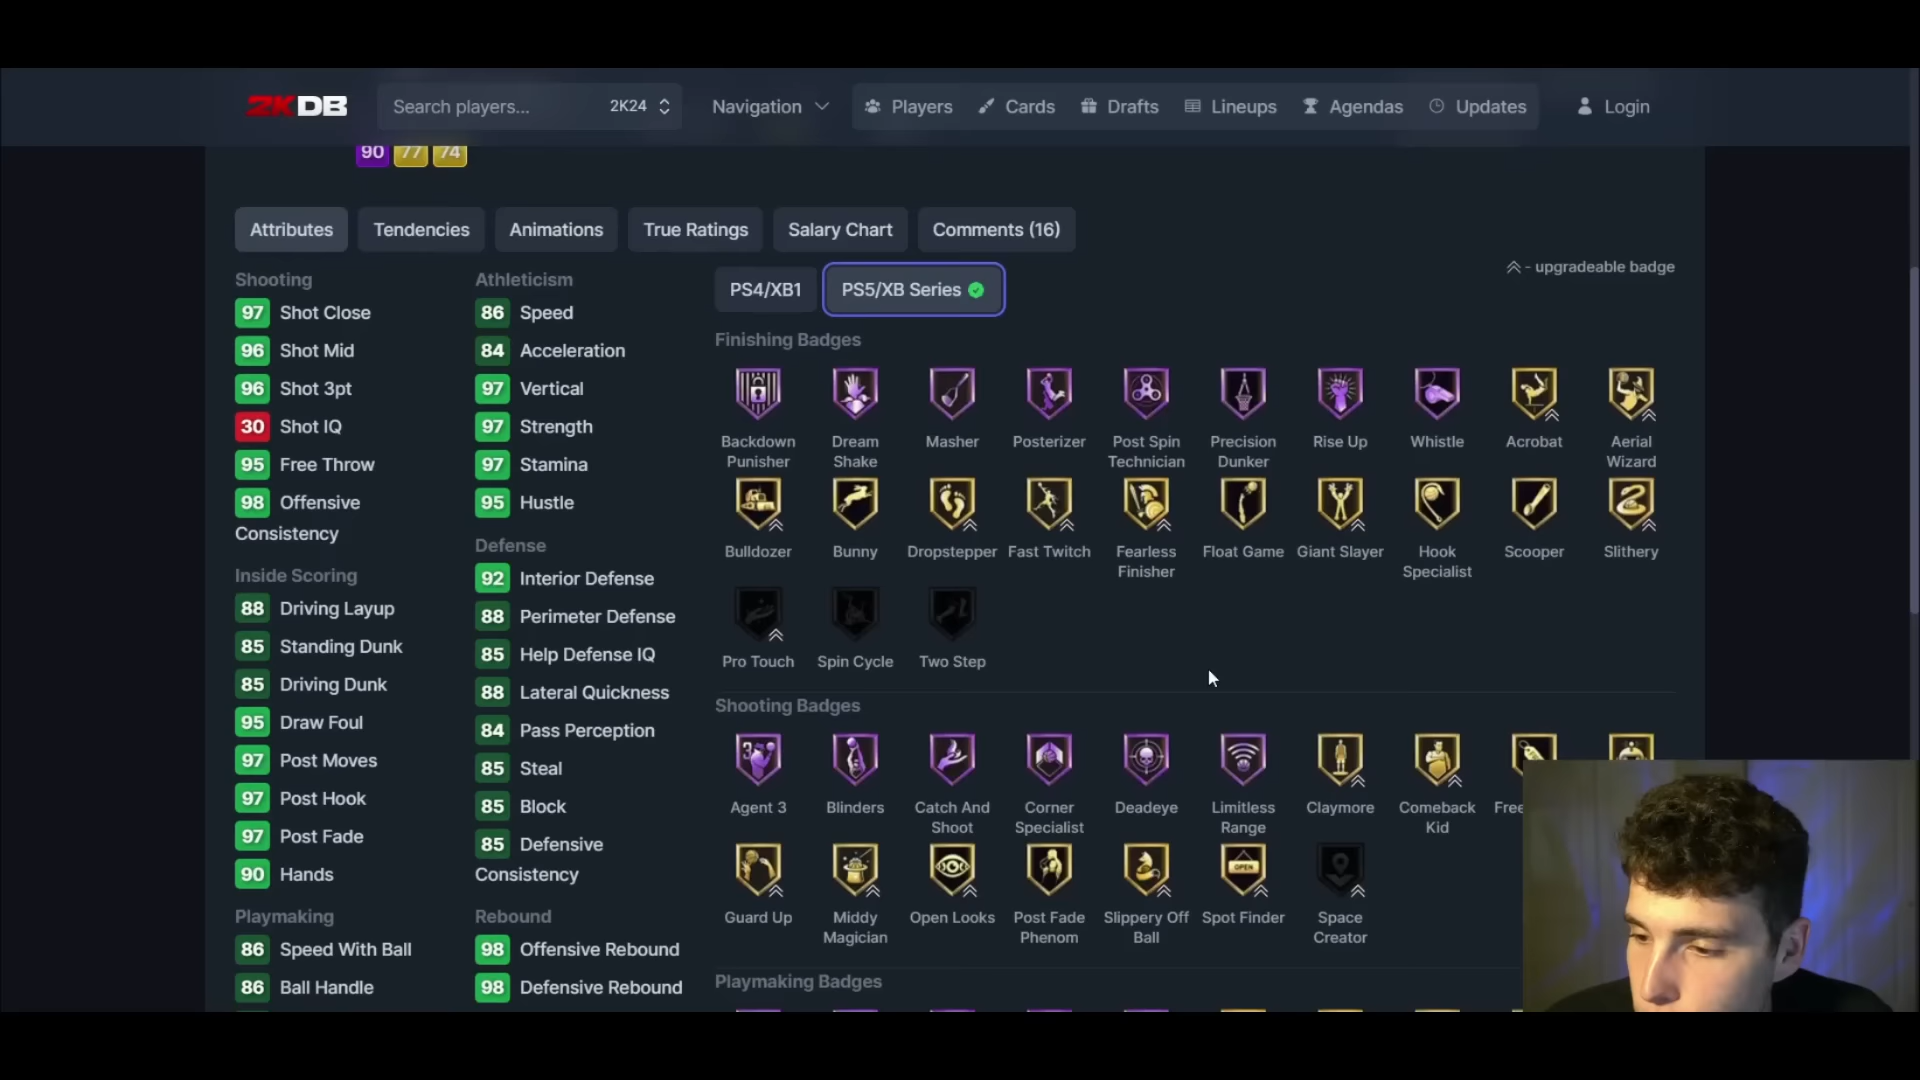 2KDB
Search players...
2K24
Navigation
Players
Cards
Drafts
Lineups
Agendas
Updates
Login
90 77 74
Attributes
Tendencies
Animations
True Ratings
Salary Chart
Comments (16)
- upgradeable badge
PS4/XB1
PS5/XB Series
Shooting
97 Shot Close
96 Shot Mid
96 Shot 3pt
30 Shot IQ
95 Free Throw
98 Offensive
Consistency
Inside Scoring
88 Driving Layup
85 Standing Dunk
85 Driving Dunk
95 Draw Foul
97 Post Moves
97 Post Hook
97 Post Fade
90 Hands
Playmaking
86 Speed With Ball
86 Ball Handle
Athleticism
86 Speed
84 Acceleration
97 Vertical
97 Strength
97 Stamina
95 Hustle
Defense
92 Interior Defense
88 Perimeter Defense
85 Help Defense IQ
88 Lateral Quickness
84 Pass Perception
85 Steal
85 Block
85 Defensive
Consistency
Rebound
98 Offensive Rebound
98 Defensive Rebound
Finishing Badges
Backdown
Punisher
Dream
Shake
Masher
Posterizer
Post Spin
Technician
Precision
Dunker
Rise Up
Whistle
Acrobat
Aerial
Wizard
Bulldozer
Bunny
Dropstepper
Fast Twitch
Fearless
Finisher
Float Game
Giant Slayer
Hook
Specialist
Scooper
Slithery
Pro Touch
Spin Cycle
Two Step
Shooting Badges
Agent 3
Blinders
Catch And
Shoot
Corner
Specialist
Deadeye
Limitless
Range
Claymore
Comeback
Kid
Free
Guard Up
Middy
Magician
Open Looks
Post Fade
Phenom
Slippery Off
Ball
Spot Finder
Space
Creator
Playmaking Badges